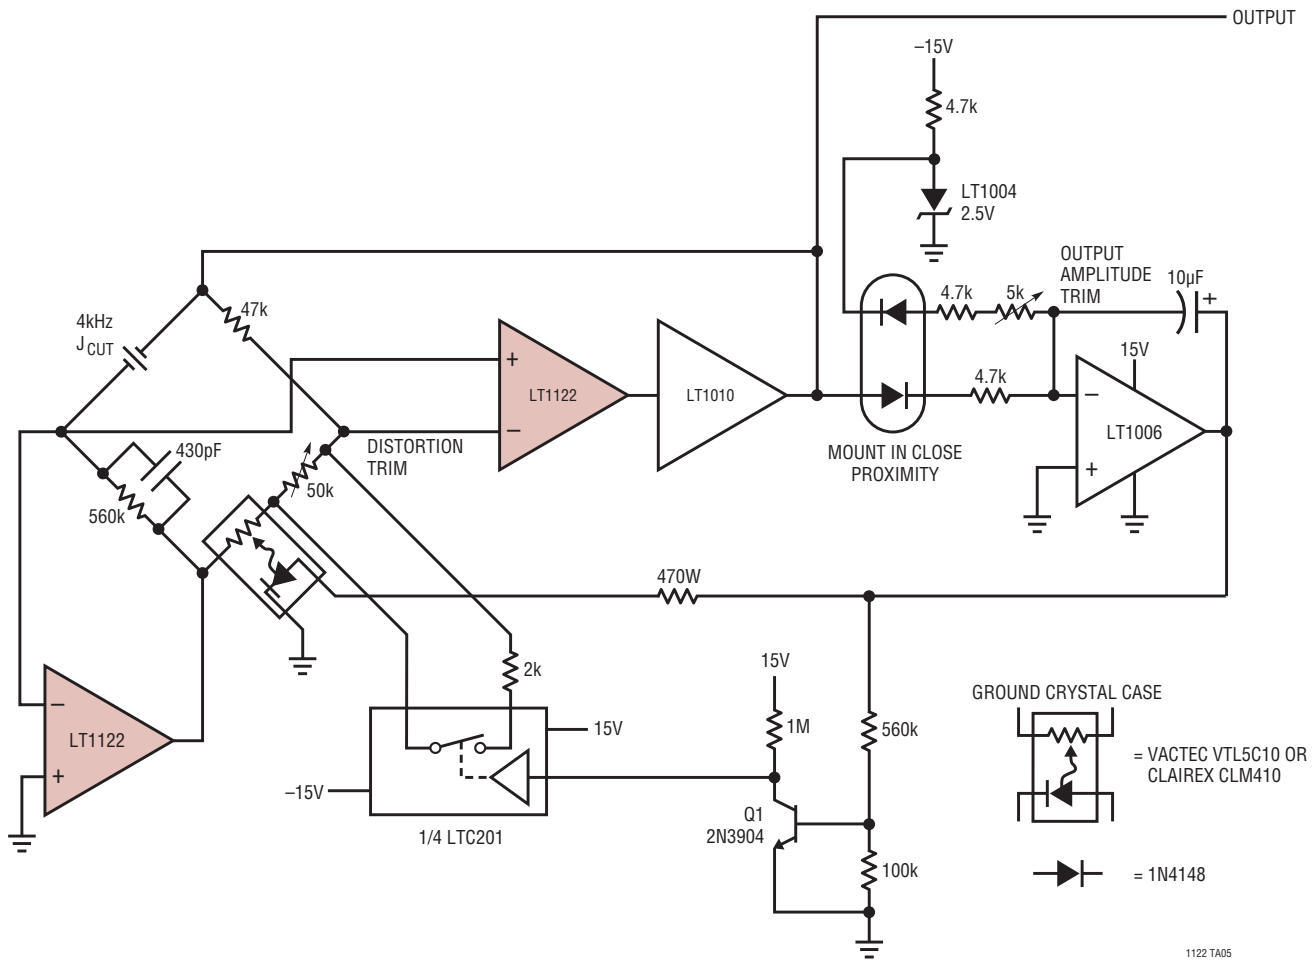 OUTPUT
–15V
4.7k
LT1004
2.5V
OUTPUT
AMPLITUDE
TRIM
10µF
+
47k
4kHz
JCUT
4.7k
5k
15V
+
LT1122
–
LT1010
4.7k
–
LT1006
+
DISTORTION
TRIM
MOUNT IN CLOSE
PROXIMITY
430pF
50k
560k
470W
15V
2k
GROUND CRYSTAL CASE
–
LT1122
+
15V
1M
560k
= VACTEC VTL5C10 OR
CLAIREX CLM410
–15V
Q1
2N3904
1/4 LTC201
100k
= 1N4148
1122 TA05